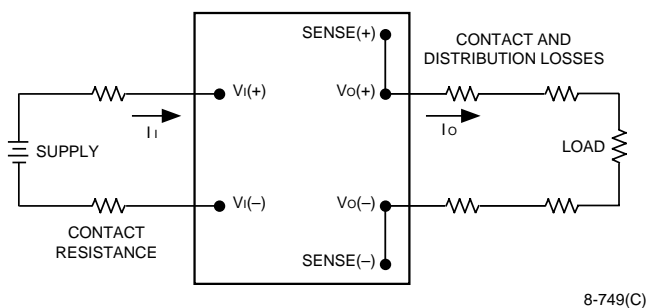 SENSE(+)
CONTACT AND
DISTRIBUTION LOSSES
VI(+)
VO(+)
II
IO
SUPPLY
LOAD
VI(–)
VO(–)
CONTACT
RESISTANCE
SENSE(–)
8-749(C)